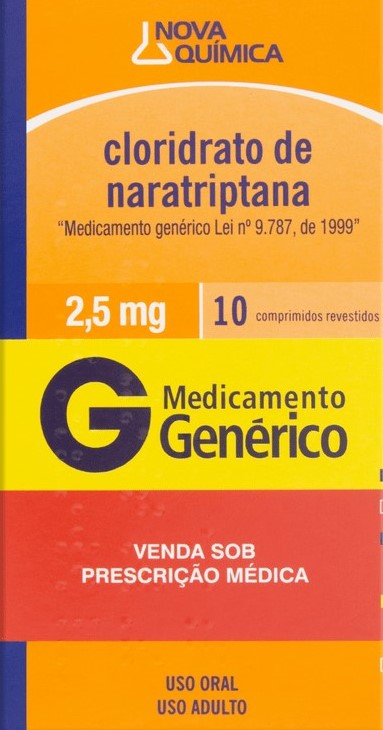 NOVA
QUÍMICA
cloridrato de
naratriptana
“Medicamento genérico Lei nº 9.787, de 1999”
2,5 mg
10 comprimidos revestidos
G Medicamento
Genérico
VENDA SOB
PRESCRIÇÃO MÉDICA
USO ORAL
USO ADULTO